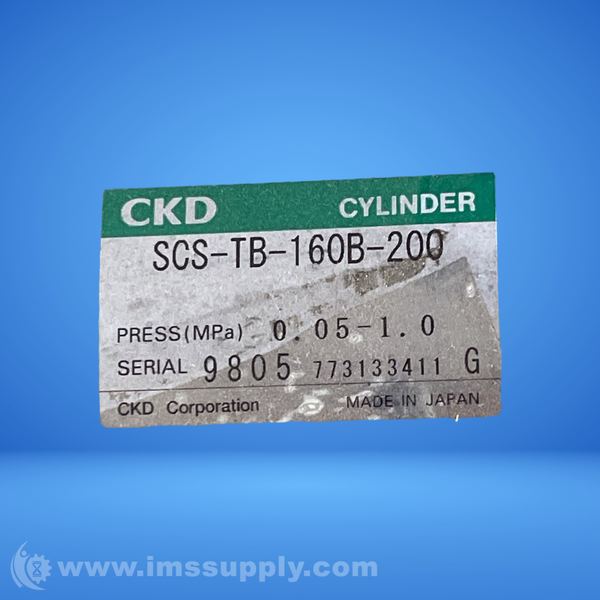 CKD CYLINDER
SCS-TB-160B-200
PRESS(MPa) 0.05-1.0
SERIAL 9805 773133411 G
CKD Corporation MADE IN JAPAN
www.imssupply.com